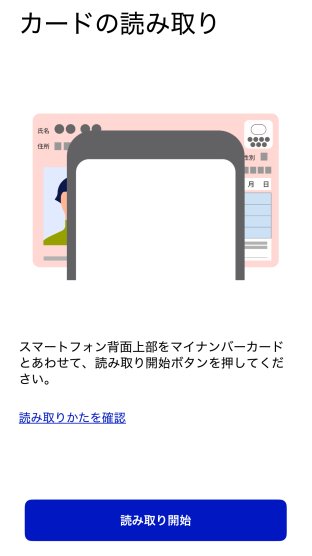 カードの読み取り
氏名
住所
性別
月 日
スマートフォン背面上部をマイナンバーカード
とあわせて、読み取り開始ボタンを押してくだ
さい。
読み取りかたを確認
読み取り開始